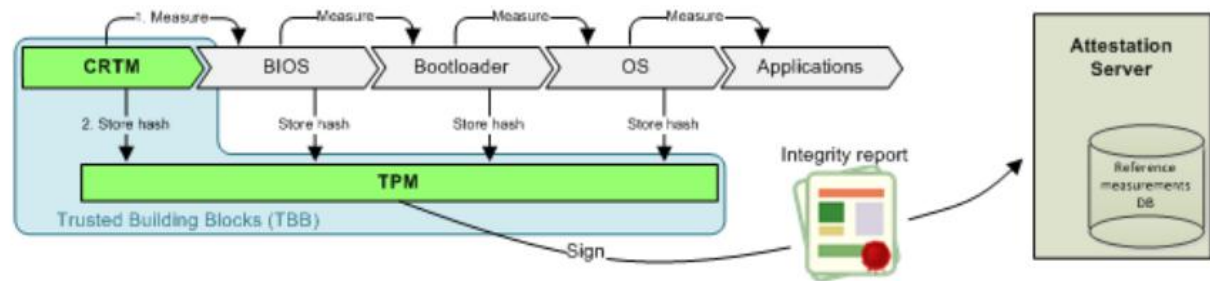 1. Measure
Measure
Measure
Measure
CRTM
BIOS
Bootloader
OS
Applications
2. Store hash
Store hash
Store hash
Store hash
TPM
Trusted Building Blocks (TBB)
Sign
Integrity report
Attestation
Server
Reference
measurements
DB